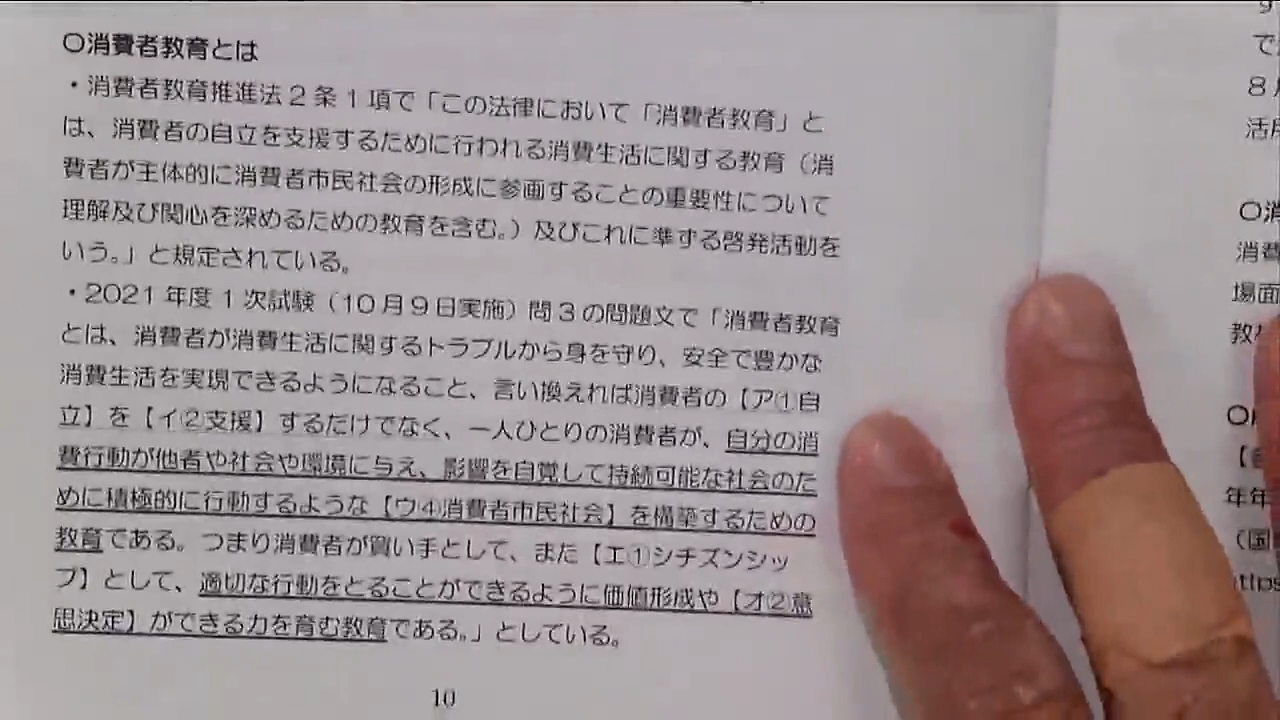 〇消費者教育とは
・消費者教育推進法2条1項で「この法律において「消費者教育」と
は、消費者の自立を支援するために行われる消費生活に関する教育（消
費者が主体的に消費者市民社会の形成に参画することの重要性について
理解及び関心を深めるための教育を含む。）及びこれに準ずる啓発活動を
いう。」と規定されている。
・2021年度1次試験（10月9日実施）問3の問題文で「消費者教育
とは、消費者が消費生活に関するトラブルから身を守り、安全で豊かな
消費生活を実現できるようになること、言い換えれば消費者の【ア①自
立】を【イ②支援】するだけでなく、一人ひとりの消費者が、自分の消
費行動が他者や社会や環境に与え、影響を自覚して持続可能な社会のた
めに積極的に行動するような【ウ④消費者市民社会】を構築するための
教育である。つまり消費者が買い手として、また【エ①シチズンシッ
プ】として、適切な行動をとることができるように価値形成や【オ②意
思決定】ができる力を育む教育である。」としている。
10
で
8
活
〇消
消費
場面
教
〇
年年
（国